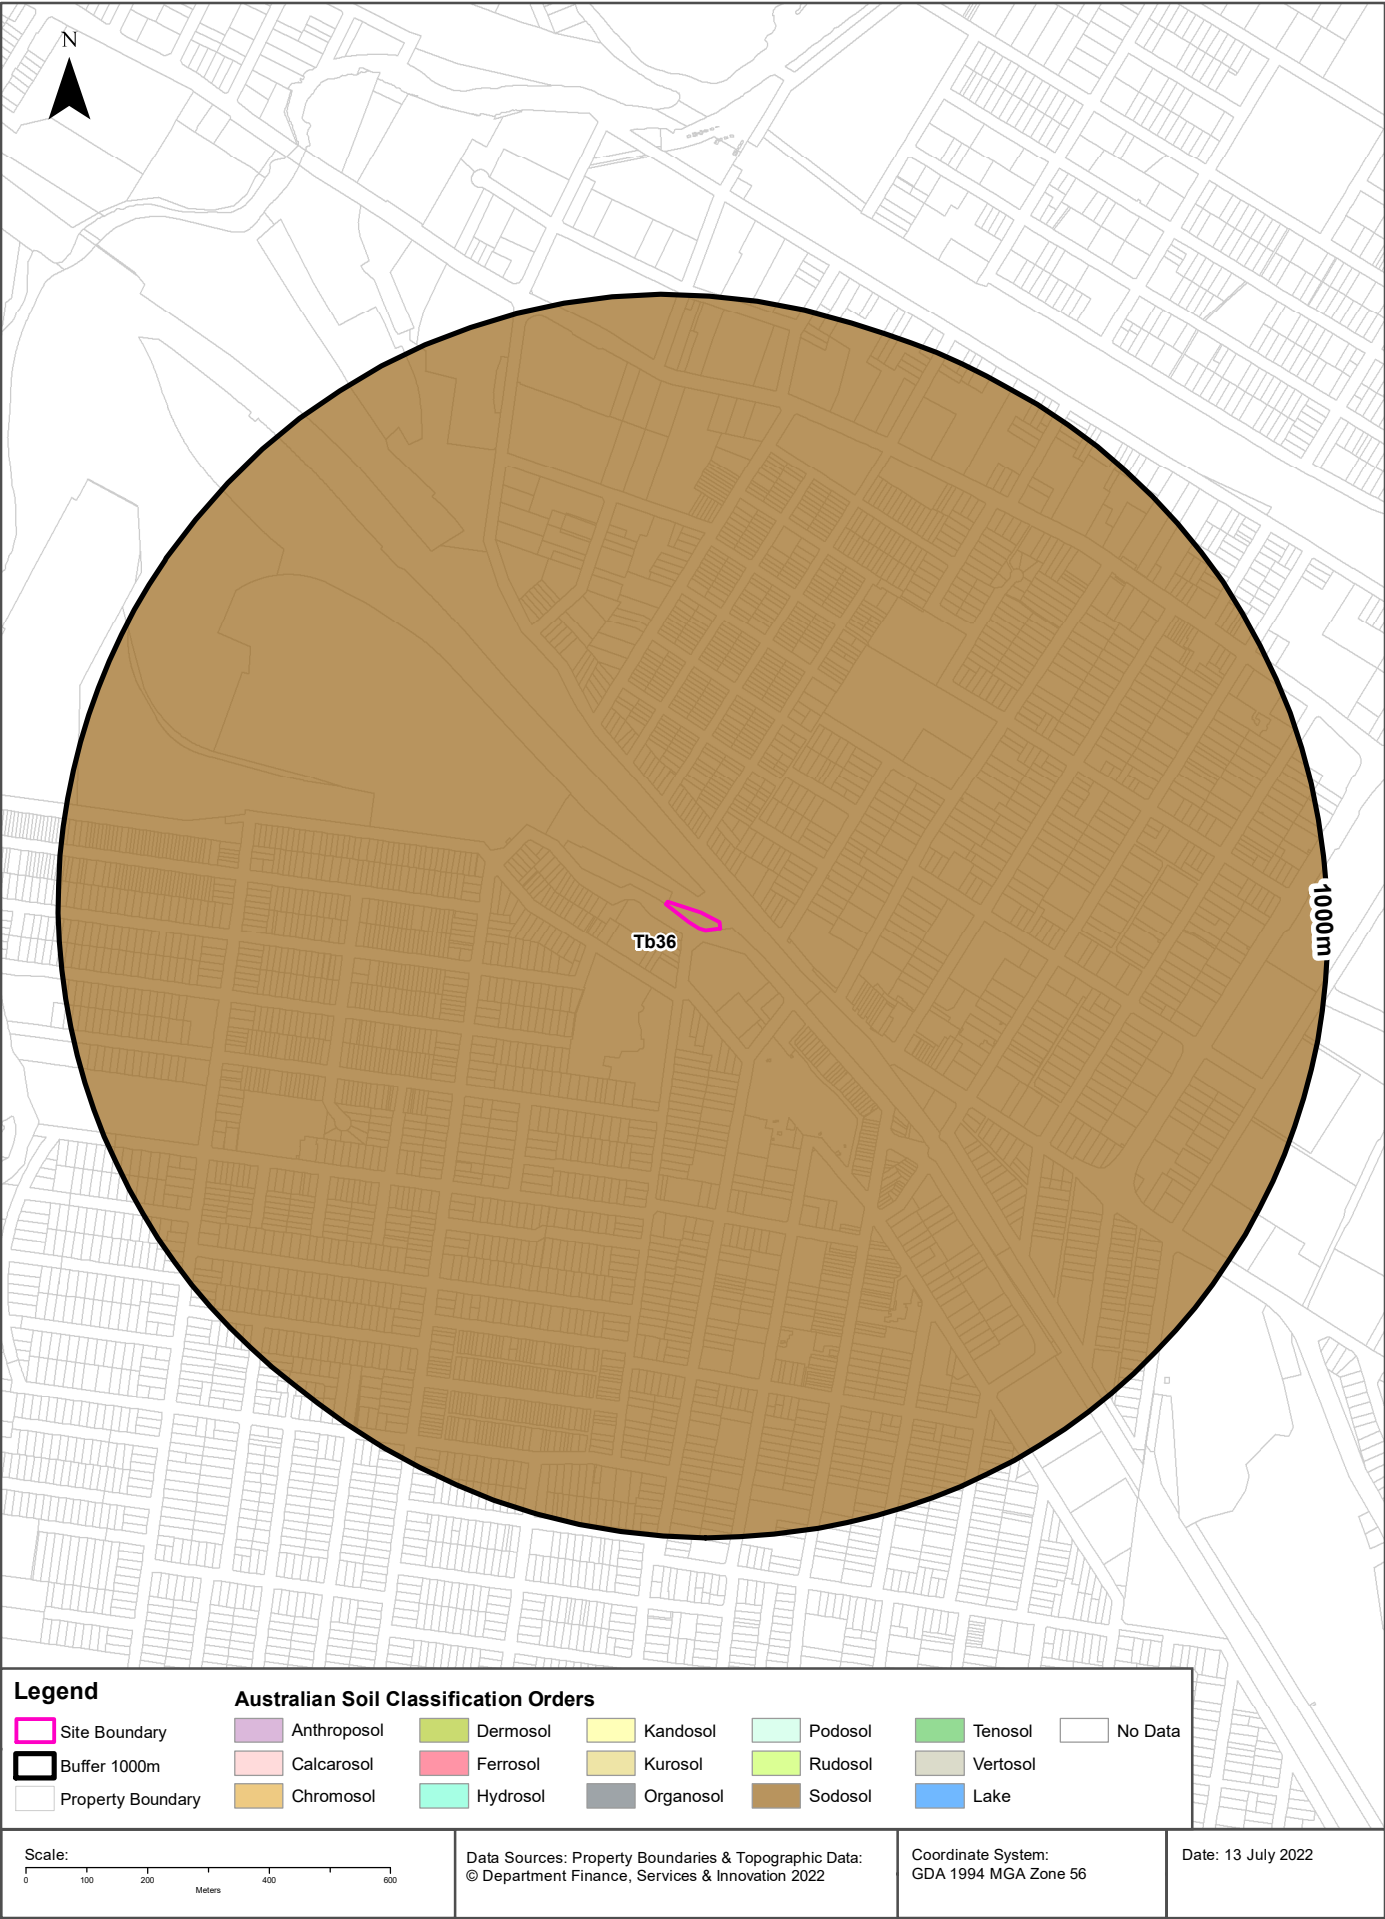 N
1000m
Tb36
Legend
Site Boundary
Buffer 1000m
Property Boundary
Australian Soil Classification Orders
Anthroposol
Dermosol
Kandosol
Podosol
Tenosol
No Data
Calcarosol
Ferrosol
Kurosol
Rudosol
Vertosol
Chromosol
Hydrosol
Organosol
Sodosol
Lake
Scale:
0 100 200 400 600
Meters
Data Sources: Property Boundaries & Topographic Data:
© Department Finance, Services & Innovation 2022
Coordinate System:
GDA 1994 MGA Zone 56
Date: 13 July 2022